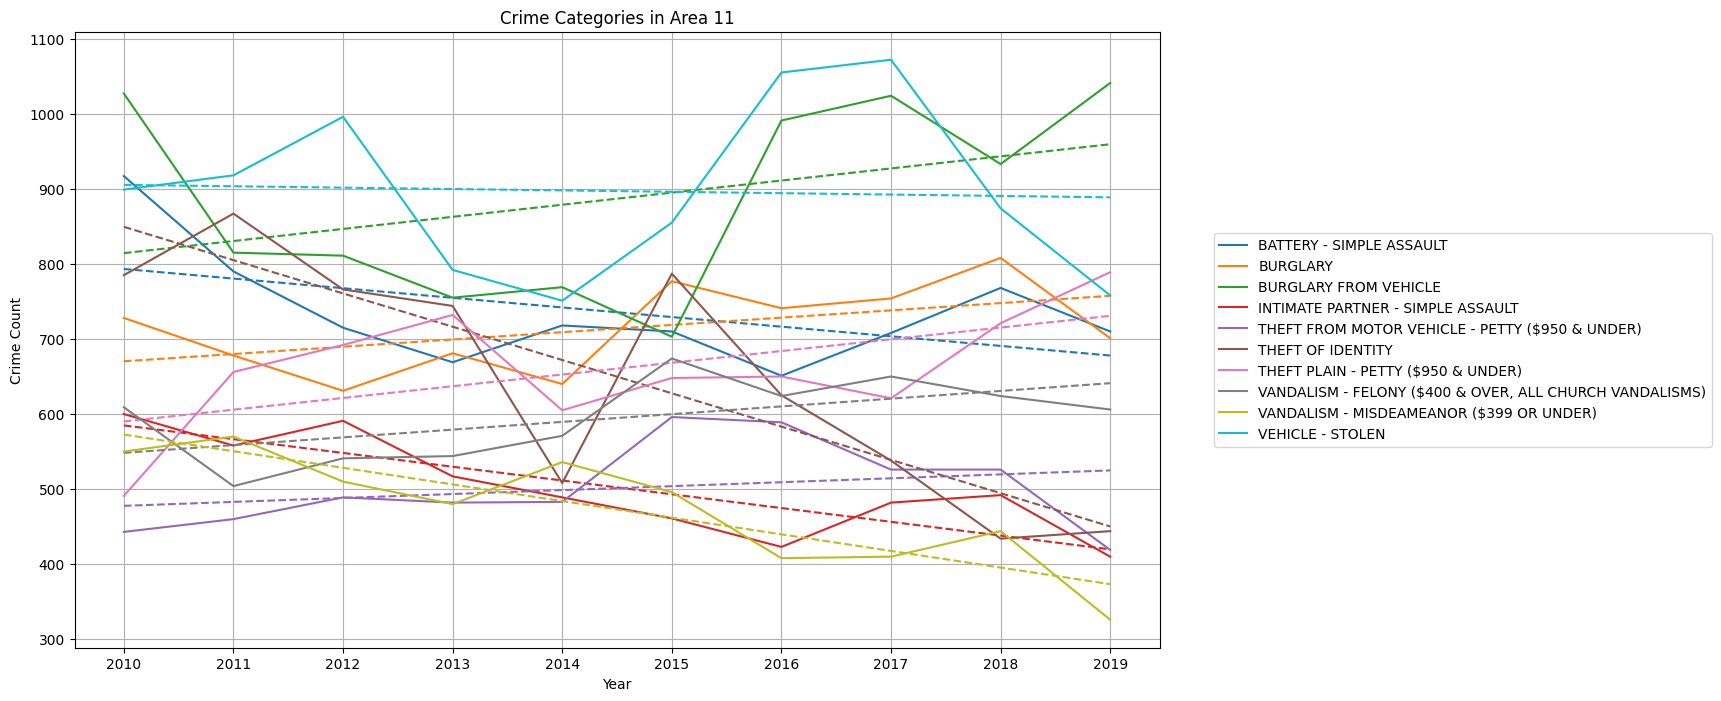 Crime Categories in Area 11
1100
1000
900
800
700
600
500
400
300
Crime Count
2010 2011 2012 2013 2014 2015 2016 2017 2018 2019
Year
BATTERY - SIMPLE ASSAULT
BURGLARY
BURGLARY FROM VEHICLE
INTIMATE PARTNER - SIMPLE ASSAULT
THEFT FROM MOTOR VEHICLE - PETTY ($950 & UNDER)
THEFT OF IDENTITY
THEFT PLAIN - PETTY ($950 & UNDER)
VANDALISM - FELONY ($400 & OVER, ALL CHURCH VANDALISMS)
VANDALISM - MISDEAMEANOR ($399 OR UNDER)
VEHICLE - STOLEN